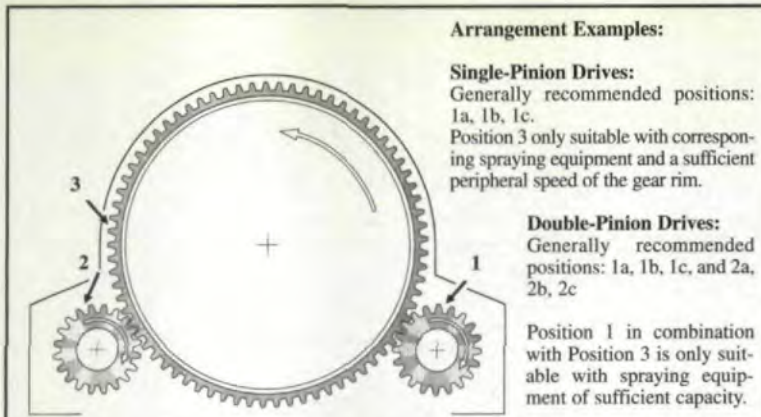 Arrangement Examples:
Single-Pinion Drives:
Generally recommended positions:
1a, 1b, 1c.
Position 3 only suitable with correspon-
ing spraying equipment and a sufficient
peripheral speed of the gear rim.
Double-Pinion Drives:
Generally recommended
positions: 1a, 1b, 1c, and 2a,
2b, 2c
Position 1 in combination
with Position 3 is only suit-
able with spraying equip-
ment of sufficient capacity.
3
2
1